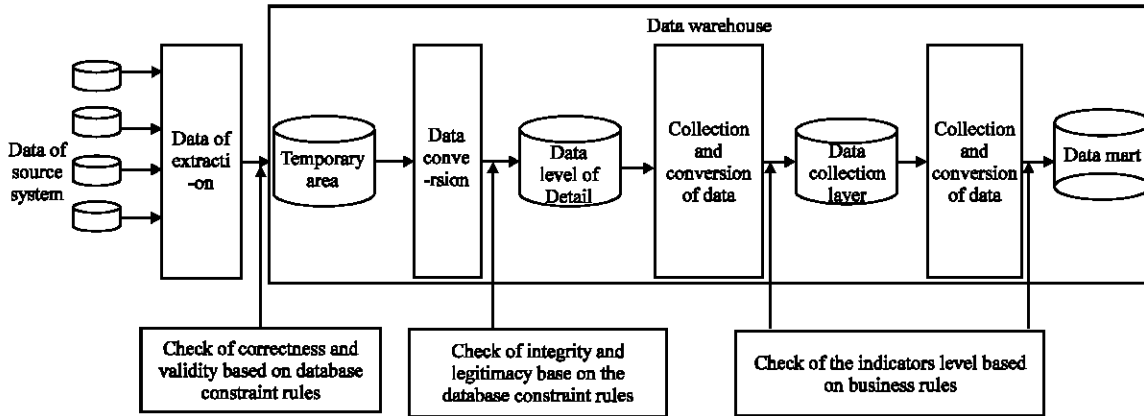 Data warehouse
Data of
source
system
Data of
extracti
-on
Temporary
area
Data
conve
-rsion
Data
level of
Detail
Collection
and
conversion
of data
Data
collection
layer
Collection
and
conversion
of data
Data mart
Check of correctness and
validity based on database
constraint rules
Check of integrity and
legitimacy base on the
database constraint rules
Check of the indicators level based
on business rules